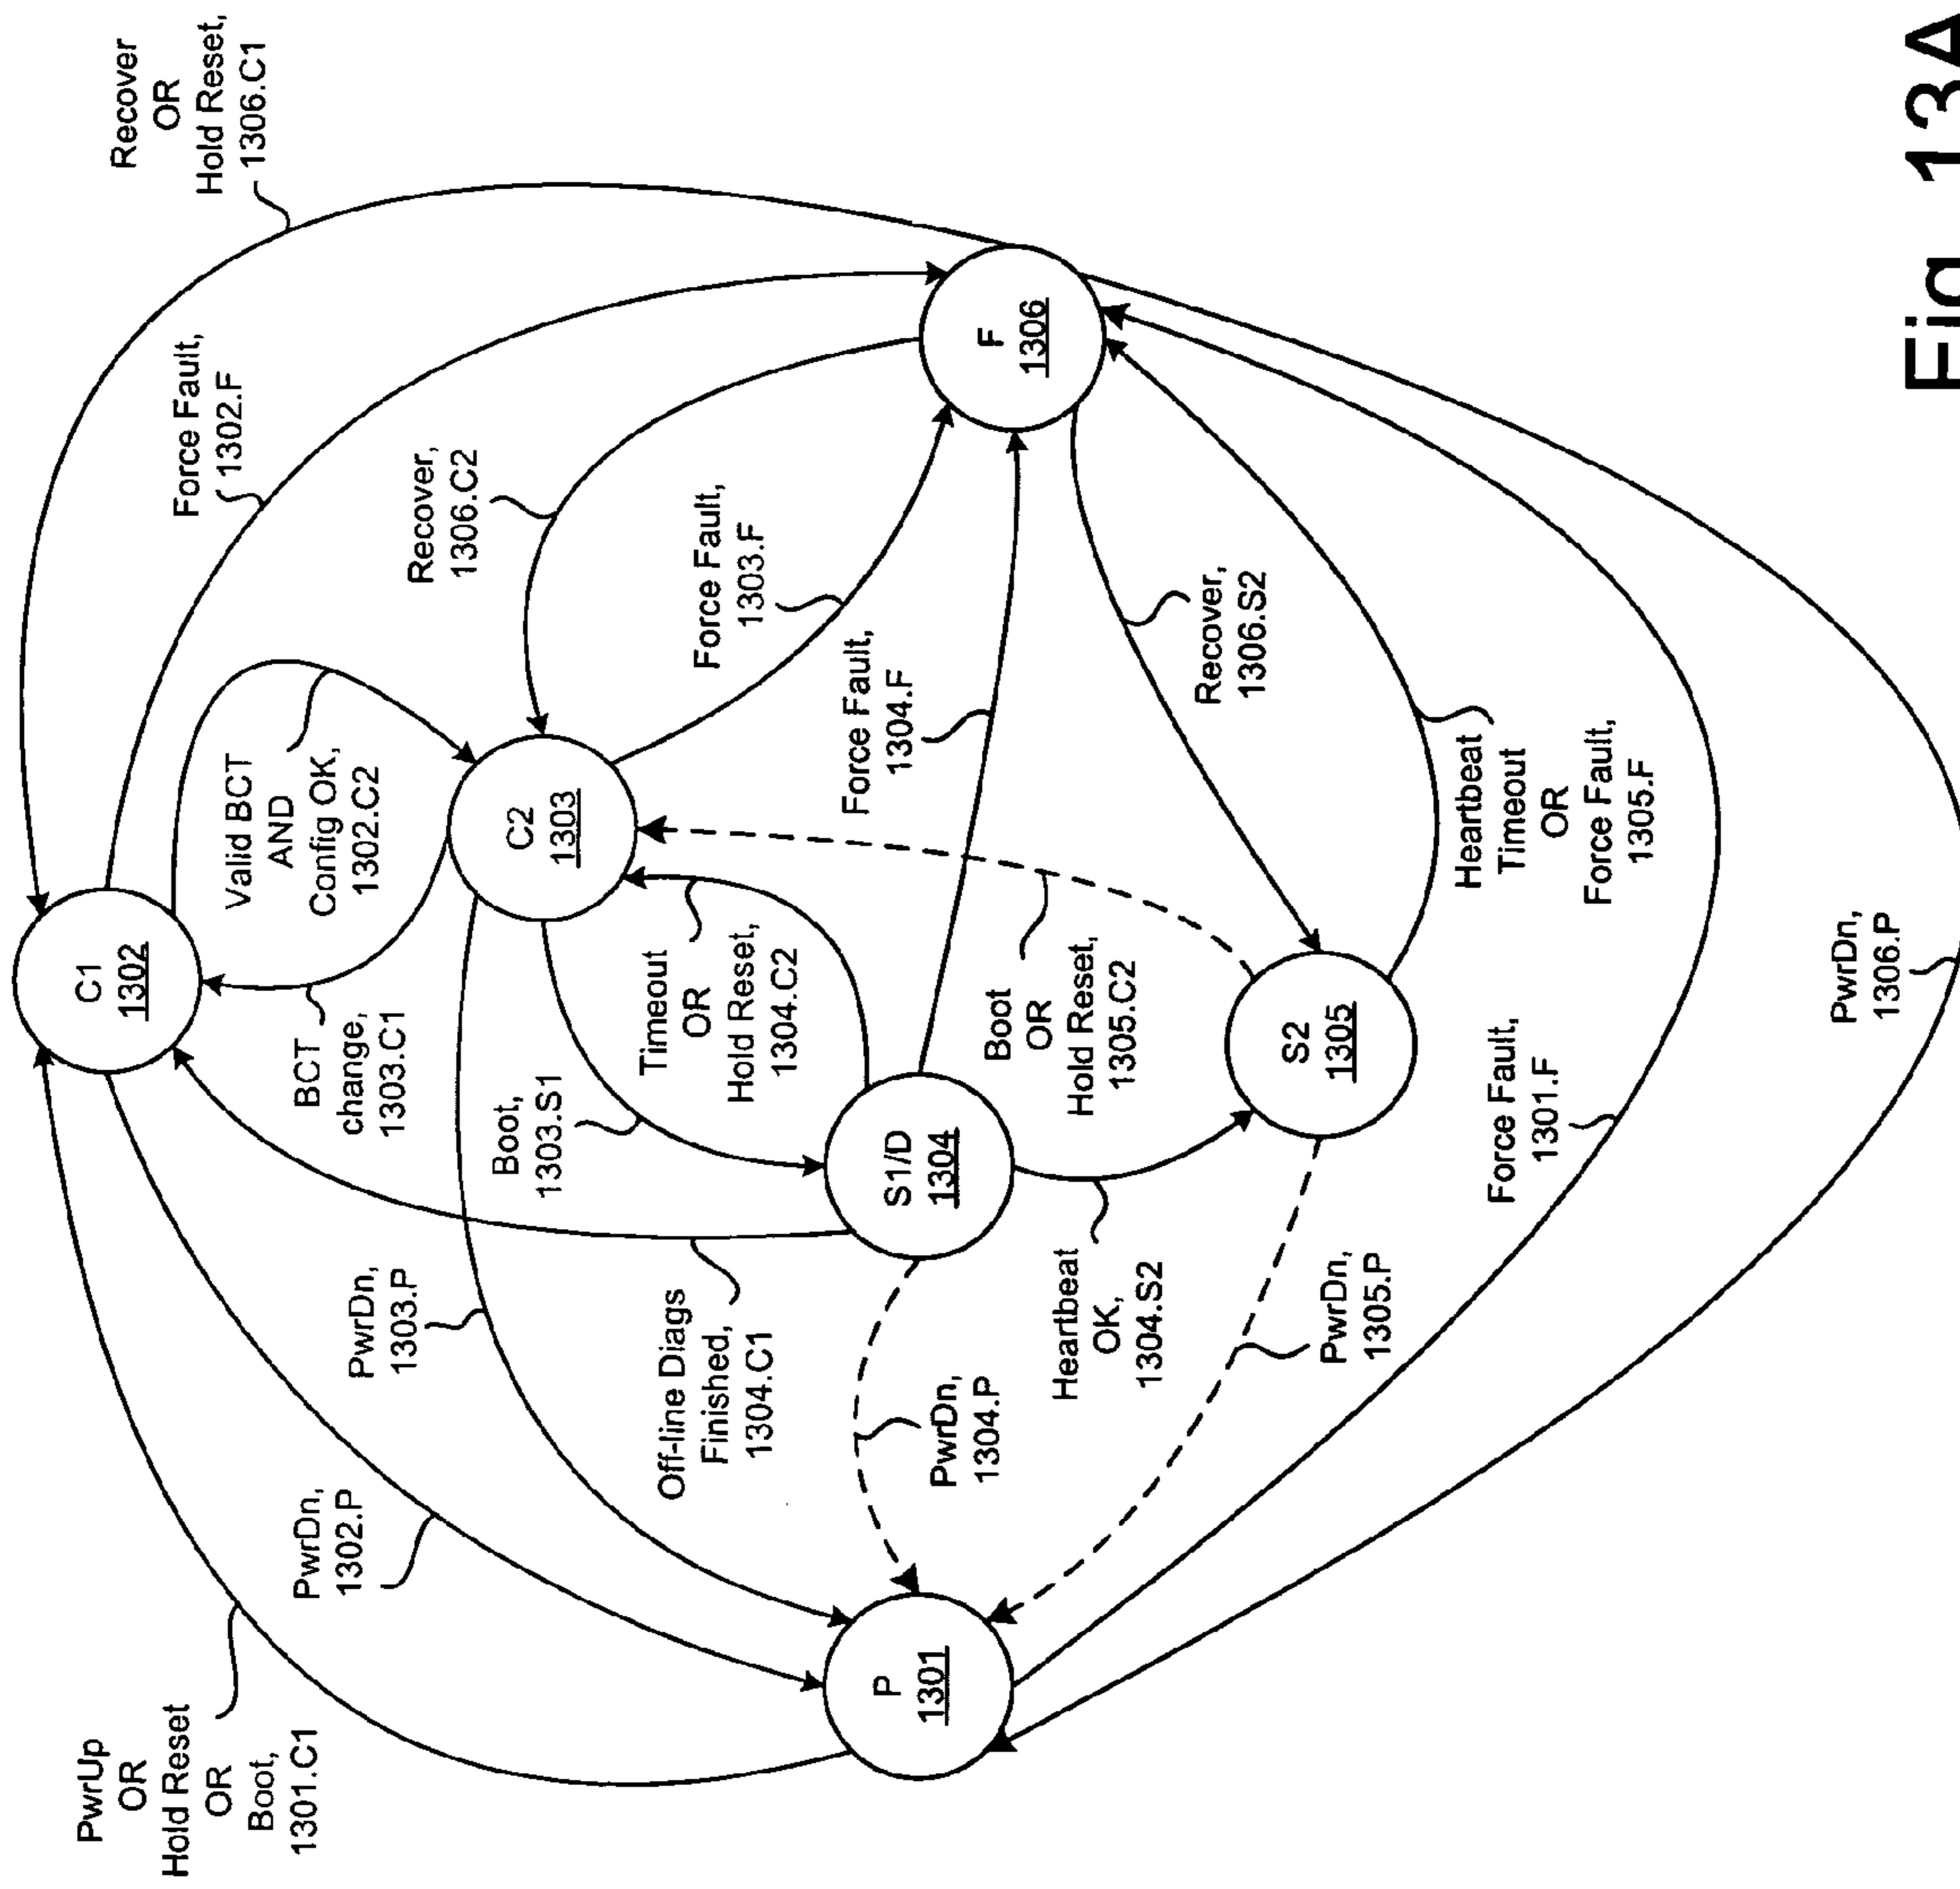 PwrUp
OR
Hold Reset
OR
Boot,
1301.C1
Recover
OR
Hold Reset,
1306.C1
C1
1302
Force Fault,
1302.F
PwrDn,
1302.P
Valid BCT
AND
Config OK,
1302.C2
BCT
change,
1303.C1
PwrDn,
1303.P
Recover,
1306.C2
Boot,
1303.S1
C2
1303
Timeout
OR
Hold Reset,
1304.C2
Force Fault,
1303.F
Off-line Diags
Finished,
1304.C1
Force Fault,
1304.F
P
1301
S1/D
1304
F
1306
PwrDn,
1304.P
Boot
OR
Hold Reset,
1305.C2
Heartbeat
OK,
1304.S2
Recover,
1306.S2
S2
1305
PwrDn,
1305.P
Heartbeat
Timeout
OR
Force Fault,
1305.F
Force Fault,
1301.F
PwrDn,
1306.P
Fig. 13A